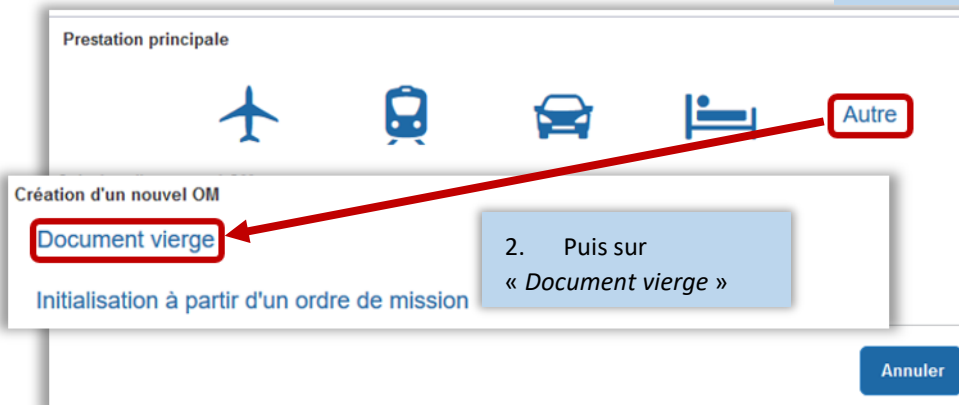 Prestation principale
Autre
Création d'un nouvel OM
Document vierge
2. Puis sur
« Document vierge »
Initialisation à partir d'un ordre de mission
Annuler